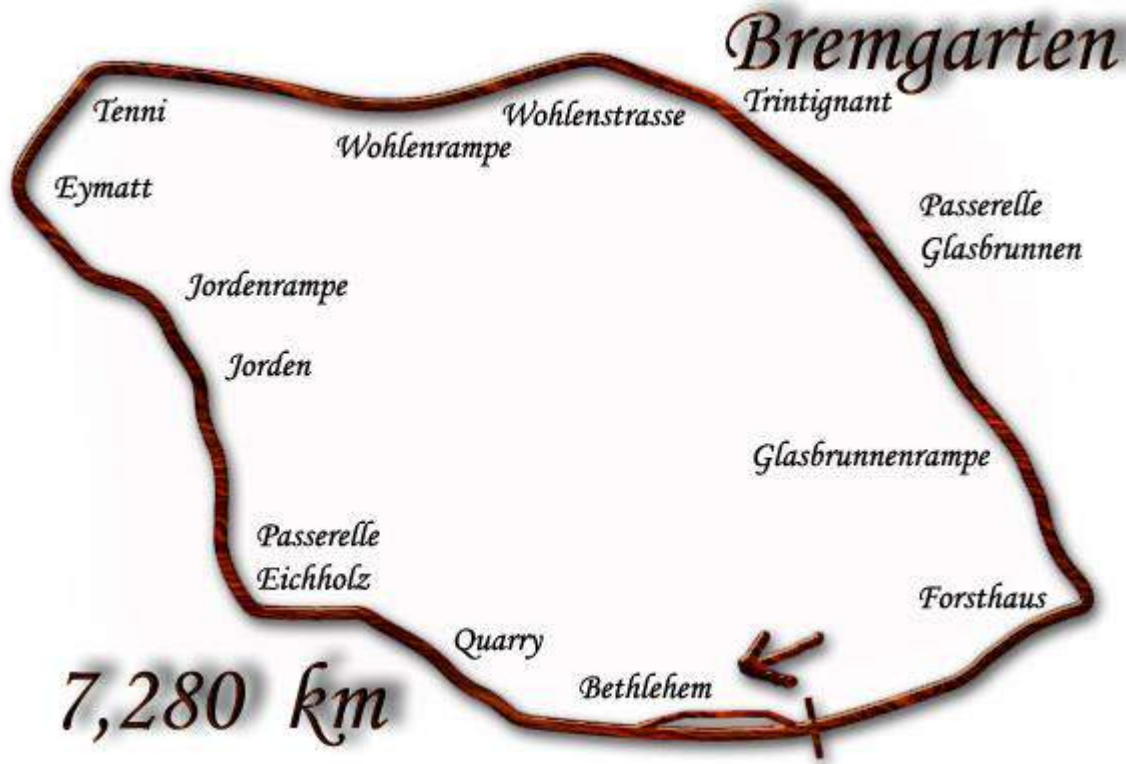 Bremgarten
Trintignant
Tenni
Wohlenstrasse
Wohlenrampe
Eymatt
Passerelle
Glasbrunnen
Jordenrampe
Jorden
Glasbrunnenrampe
Passerelle
Eichholz
Forsthaus
Quarry
Bethlehem
7,280 km